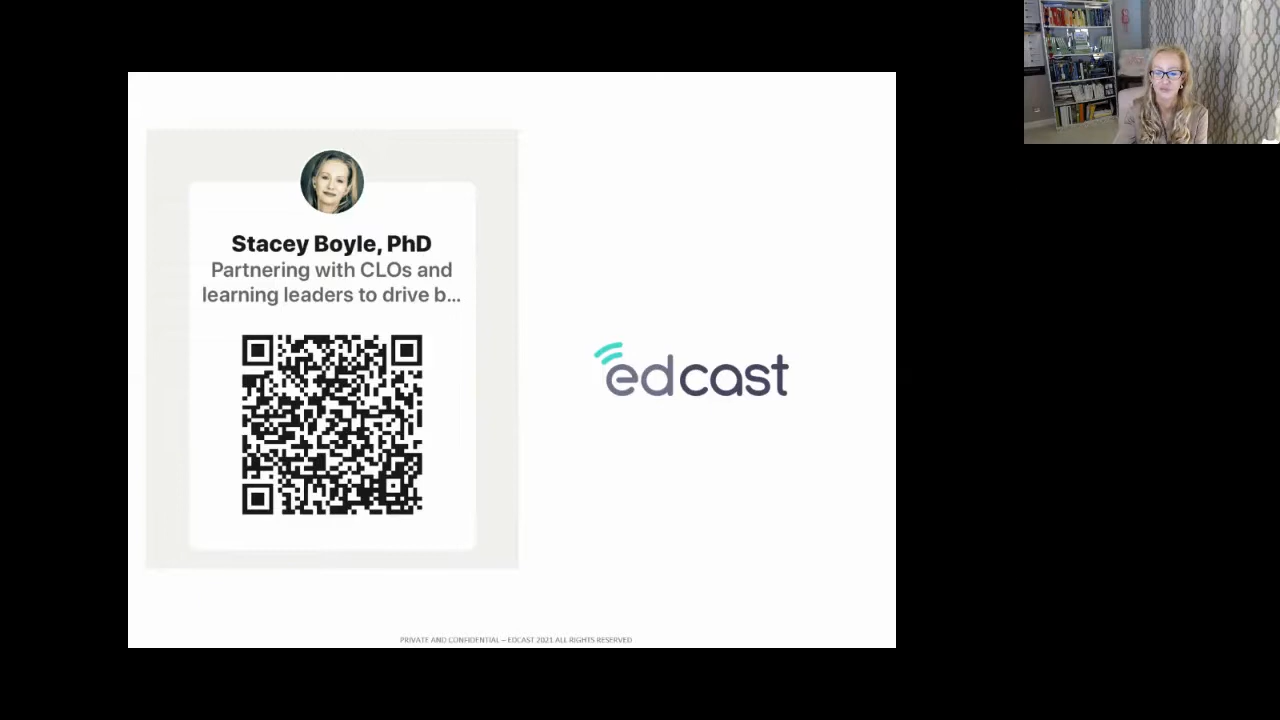 Stacey Boyle, PhD
Partnering with CLOs and
learning leaders to drive b...
edcast
PRIVATE AND CONFIDENTIAL – EDCAST 2021 ALL RIGHTS RESERVED